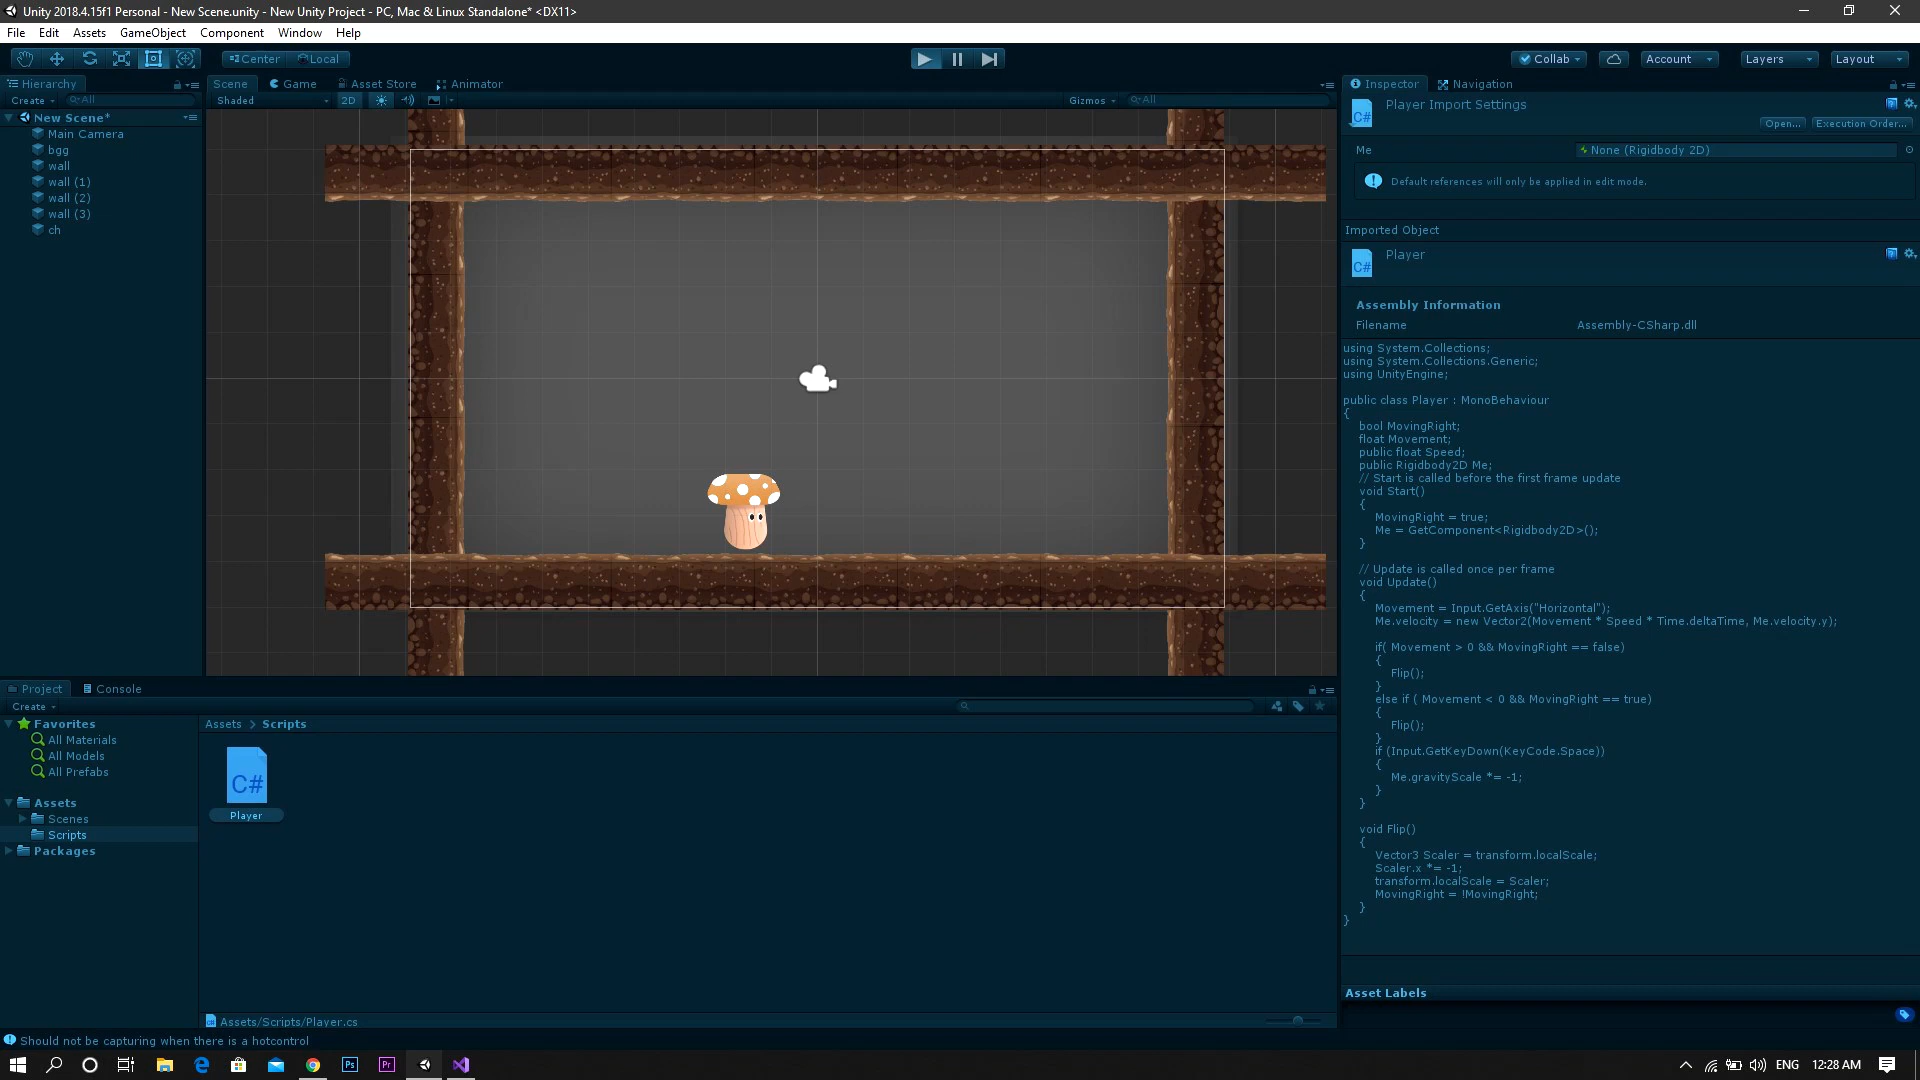 Unity 2018.4.15f1 Personal - New Scene.unity - New Unity Project - PC, Mac & Linux Standalone* <DX11>
File Edit Assets GameObject Component Window Help
Center Local
Collab Account Layers Layout
Hierarchy
Create All
New Scene*
Main Camera
bgg
wall
wall (1)
wall (2)
wall (3)
ch
Scene Game Asset Store Animator
Shaded 2D Gizmos All
Inspector Navigation
Player Import Settings
C#
Open... Execution Order...
Me None (Rigidbody 2D)
Default references will only be applied in edit mode.
Imported Object
Player
C#
Assembly Information
Filename Assembly-CSharp.dll
using System.Collections;
using System.Collections.Generic;
using UnityEngine;
public class Player : MonoBehaviour
{
bool MovingRight;
float Movement;
public float Speed;
public Rigidbody2D Me;
// Start is called before the first frame update
void Start()
{
MovingRight = true;
Me = GetComponent<Rigidbody2D>();
}
// Update is called once per frame
void Update()
{
Movement = Input.GetAxis("Horizontal");
Me.velocity = new Vector2(Movement * Speed * Time.deltaTime, Me.velocity.y);
if( Movement > 0 && MovingRight == false)
{
Flip();
}
else if ( Movement < 0 && MovingRight == true)
{
Flip();
}
if (Input.GetKeyDown(KeyCode.Space))
{
Me.gravityScale *= -1;
}
}
void Flip()
{
Vector3 Scaler = transform.localScale;
Scaler.x *= -1;
transform.localScale = Scaler;
MovingRight = !MovingRight;
}
}
Asset Labels
Project Console
Create
Favorites
All Materials
All Models
All Prefabs
Assets
Scenes
Scripts
Packages
Assets > Scripts
C#
Player
Assets/Scripts/Player.cs
Should not be capturing when there is a hotcontrol
Ps Pr
ENG 12:28 AM